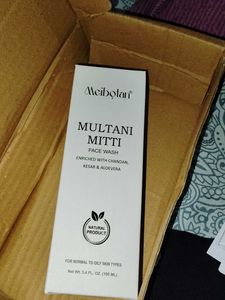 Meibolan®
MULTANI
MITTI
FACE WASH
ENRICHED WITH CHANDAN,
KESAR & ALOEVERA
NATURAL
PRODUCT
FOR NORMAL TO OILY SKIN TYPES
Net Wt. 3.4 FL. OZ. (100 ML)